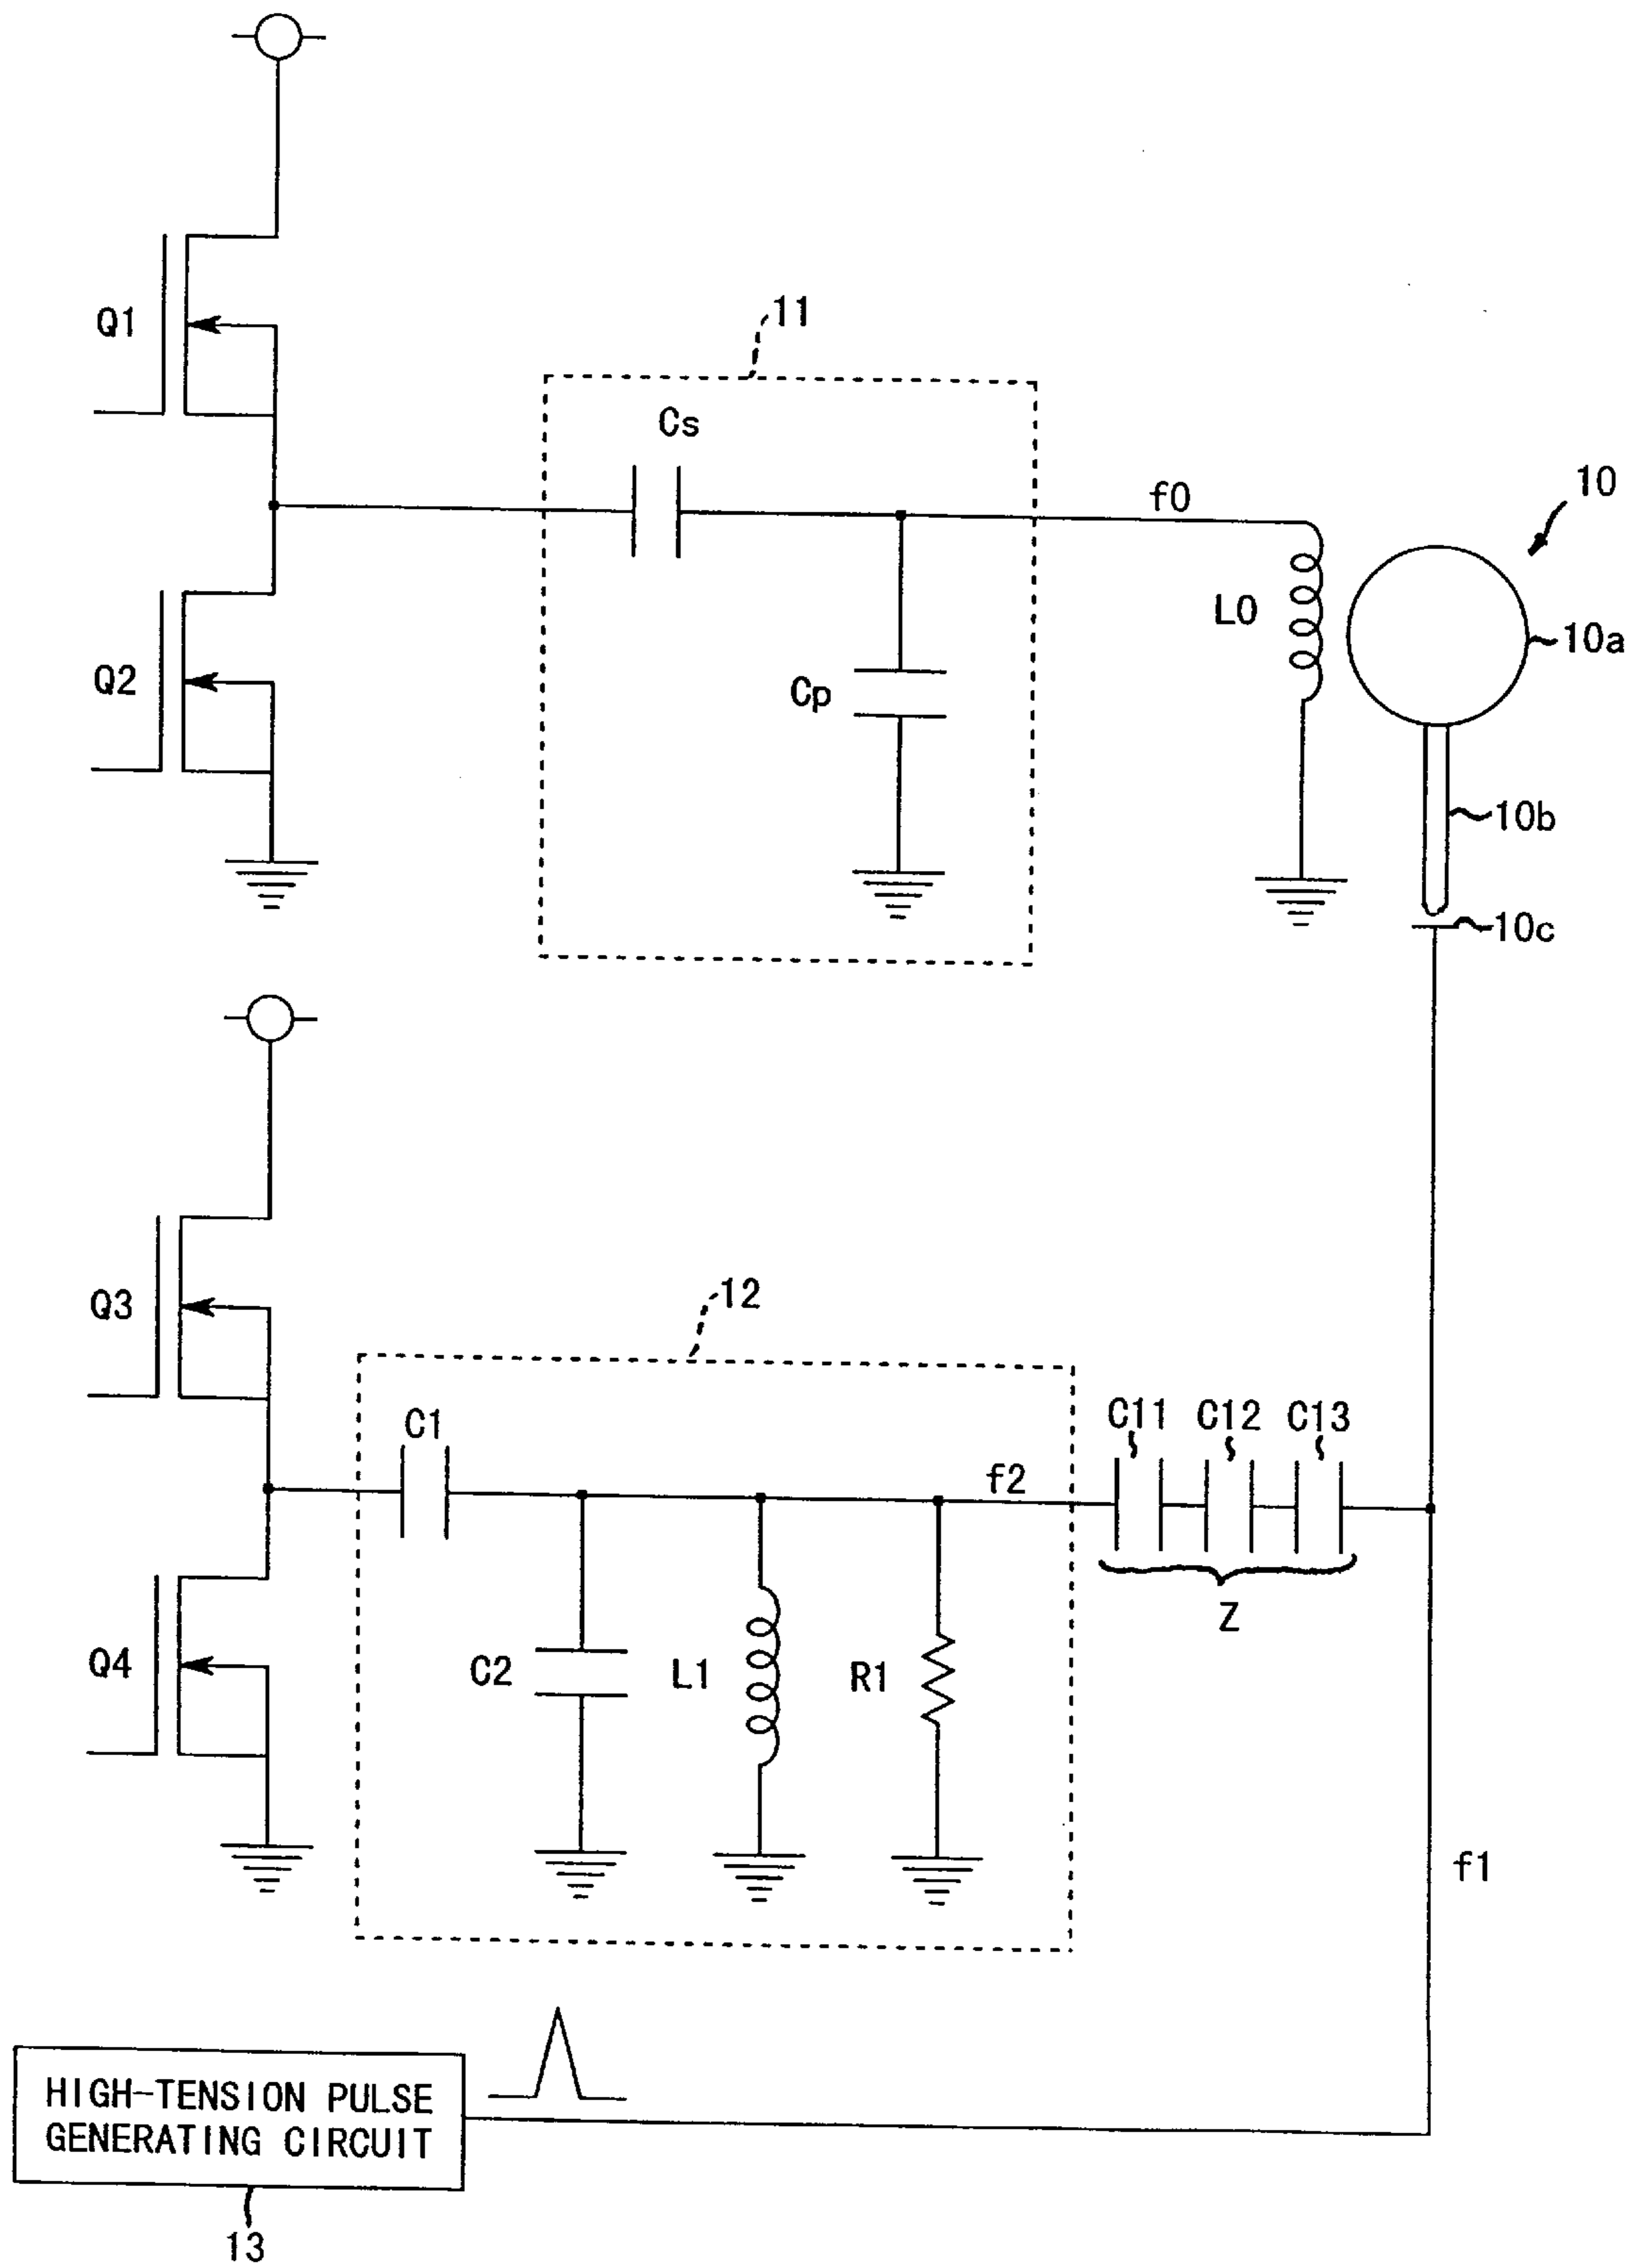 Q1
11
Cs
f0
10
L0
10a
Q2
Cp
10b
10c
Q3
12
C1
C11
C12
C13
f2
Z
Q4
C2
L1
R1
f1
HIGH-TENSION PULSE
GENERATING CIRCUIT
13